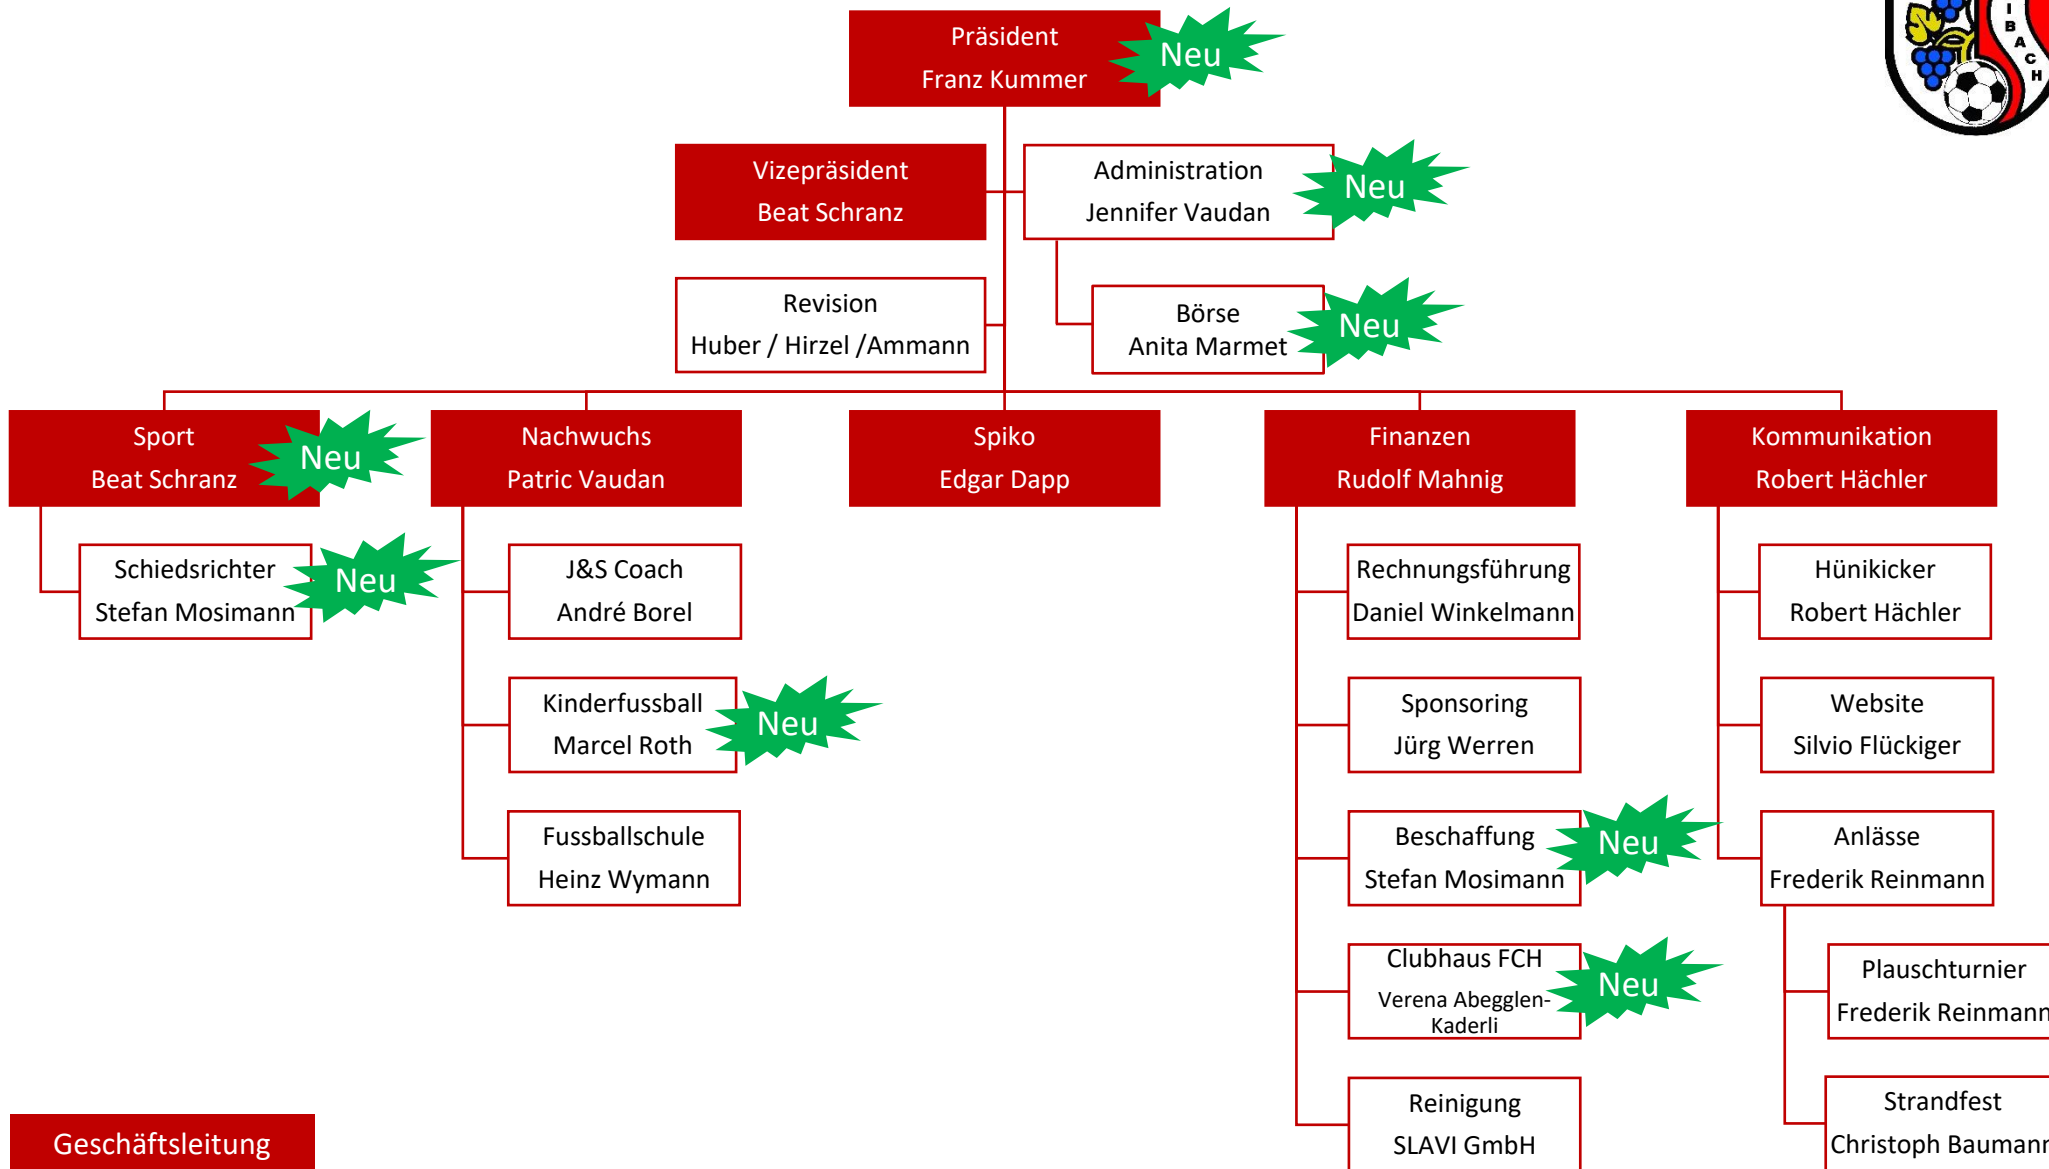 Präsident
Franz Kummer
Neu
I
B
A
C
H
Vizepräsident
Beat Schranz
Administration
Jennifer Vaudan
Neu
Revision
Huber / Hirzel /Ammann
Börse
Anita Marmet
Neu
Sport
Beat Schranz
Neu
Nachwuchs
Patric Vaudan
Spiko
Edgar Dapp
Finanzen
Rudolf Mahnig
Kommunikation
Robert Hächler
Schiedsrichter
Stefan Mosimann
Neu
J&S Coach
André Borel
Rechnungsführung
Daniel Winkelmann
Hünikicker
Robert Hächler
Kinderfussball
Marcel Roth
Neu
Sponsoring
Jürg Werren
Website
Silvio Flückiger
Fussballschule
Heinz Wymann
Beschaffung
Stefan Mosimann
Neu
Anlässe
Frederik Reinmann
Clubhaus FCH
Verena Abegglen-
Kaderli
Neu
Plauschturnier
Frederik Reinmann
Reinigung
SLAVI GmbH
Strandfest
Christoph Baumann
Geschäftsleitung